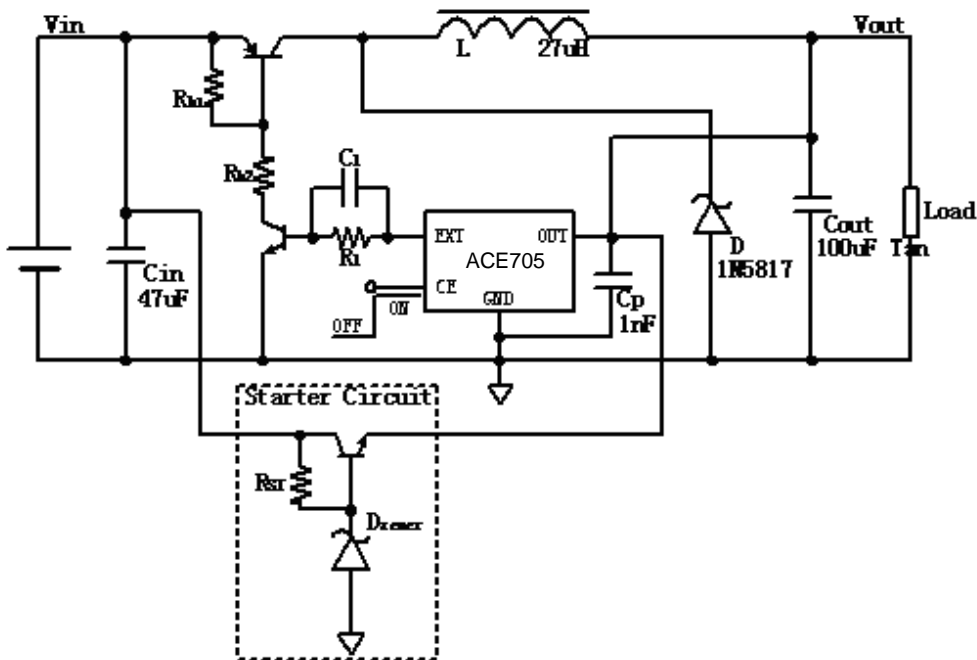 Vin
Vout
L
27uH
Rb1
Rb2
C1
R1
EXT
OUT
ACE705
CE
GND
ON
OFF
Cin
47uF
Cp
1nF
D
1N5817
Cout
100uF
Tan
Load
Starter Circuit
RST
Dzener